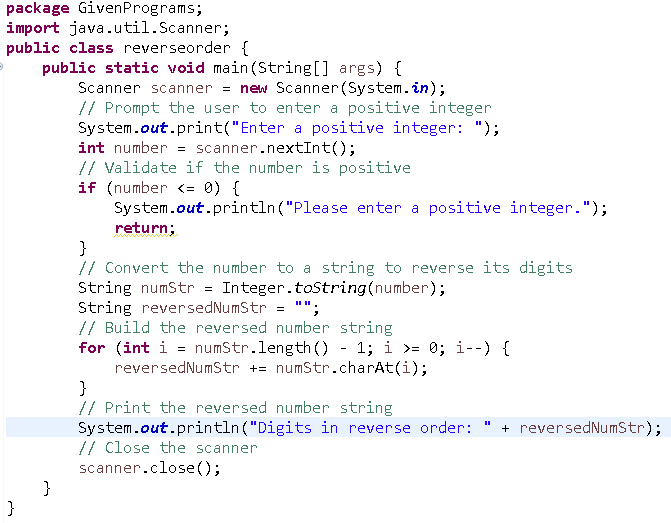 package GivenPrograms;
import java.util.Scanner;
public class reverseorder {
    public static void main(String[] args) {
        Scanner scanner = new Scanner(System.in);
        // Prompt the user to enter a positive integer
        System.out.print("Enter a positive integer: ");
        int number = scanner.nextInt();
        // Validate if the number is positive
        if (number <= 0) {
            System.out.println("Please enter a positive integer.");
            return;
        }
        // Convert the number to a string to reverse its digits
        String numStr = Integer.toString(number);
        String reversedNumStr = "";
        // Build the reversed number string
        for (int i = numStr.length() - 1; i >= 0; i--) {
            reversedNumStr += numStr.charAt(i);
        }
        // Print the reversed number string
        System.out.println("Digits in reverse order: " + reversedNumStr);
        // Close the scanner
        scanner.close();
    }
}